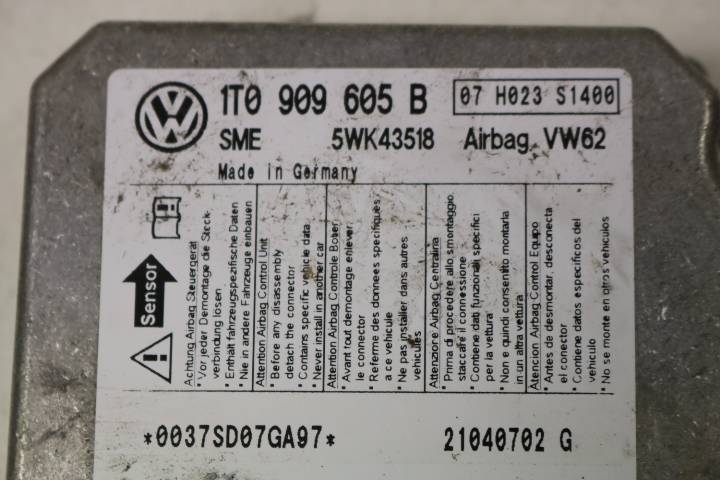 1T0 909 605 B 07 H023 S1400
SME 5WK43518 Airbag VW62
Made in Germany
Sensor
Achtung Airbag Steuergerät
• Vor jeder Demontage die Steck-
verbindung lösen
• Enthält fahrzeugspezifische Daten
• Nie in andere Fahrzeuge einbauen
Attention Airbag Control Unit
• Before any disassembly
detach the connector
• Contains specific vehicle data
• Never install in another car
Attention Airbag Controle Boîtier
• Avant tout demontage enlever
le connector
• Referme des donnees specifiques
a ce vehicule
• Ne pas installer dans autres
vehicules
Attenzione Airbag Centralina
• Prima di procedere allo smontaggio
staccare il connessione
• Contiene dati funzionali specifici
per la vettura
• Non e quindi consentito montarla
in un altra vettura
Atencion Airbag Control Equipo
• Antes de desmontar, desconecta
el conector
• Contiene datos especificos del
vehiculo
• No se monte en otros vehiculos
*0037SD07GA97* 21040702 G